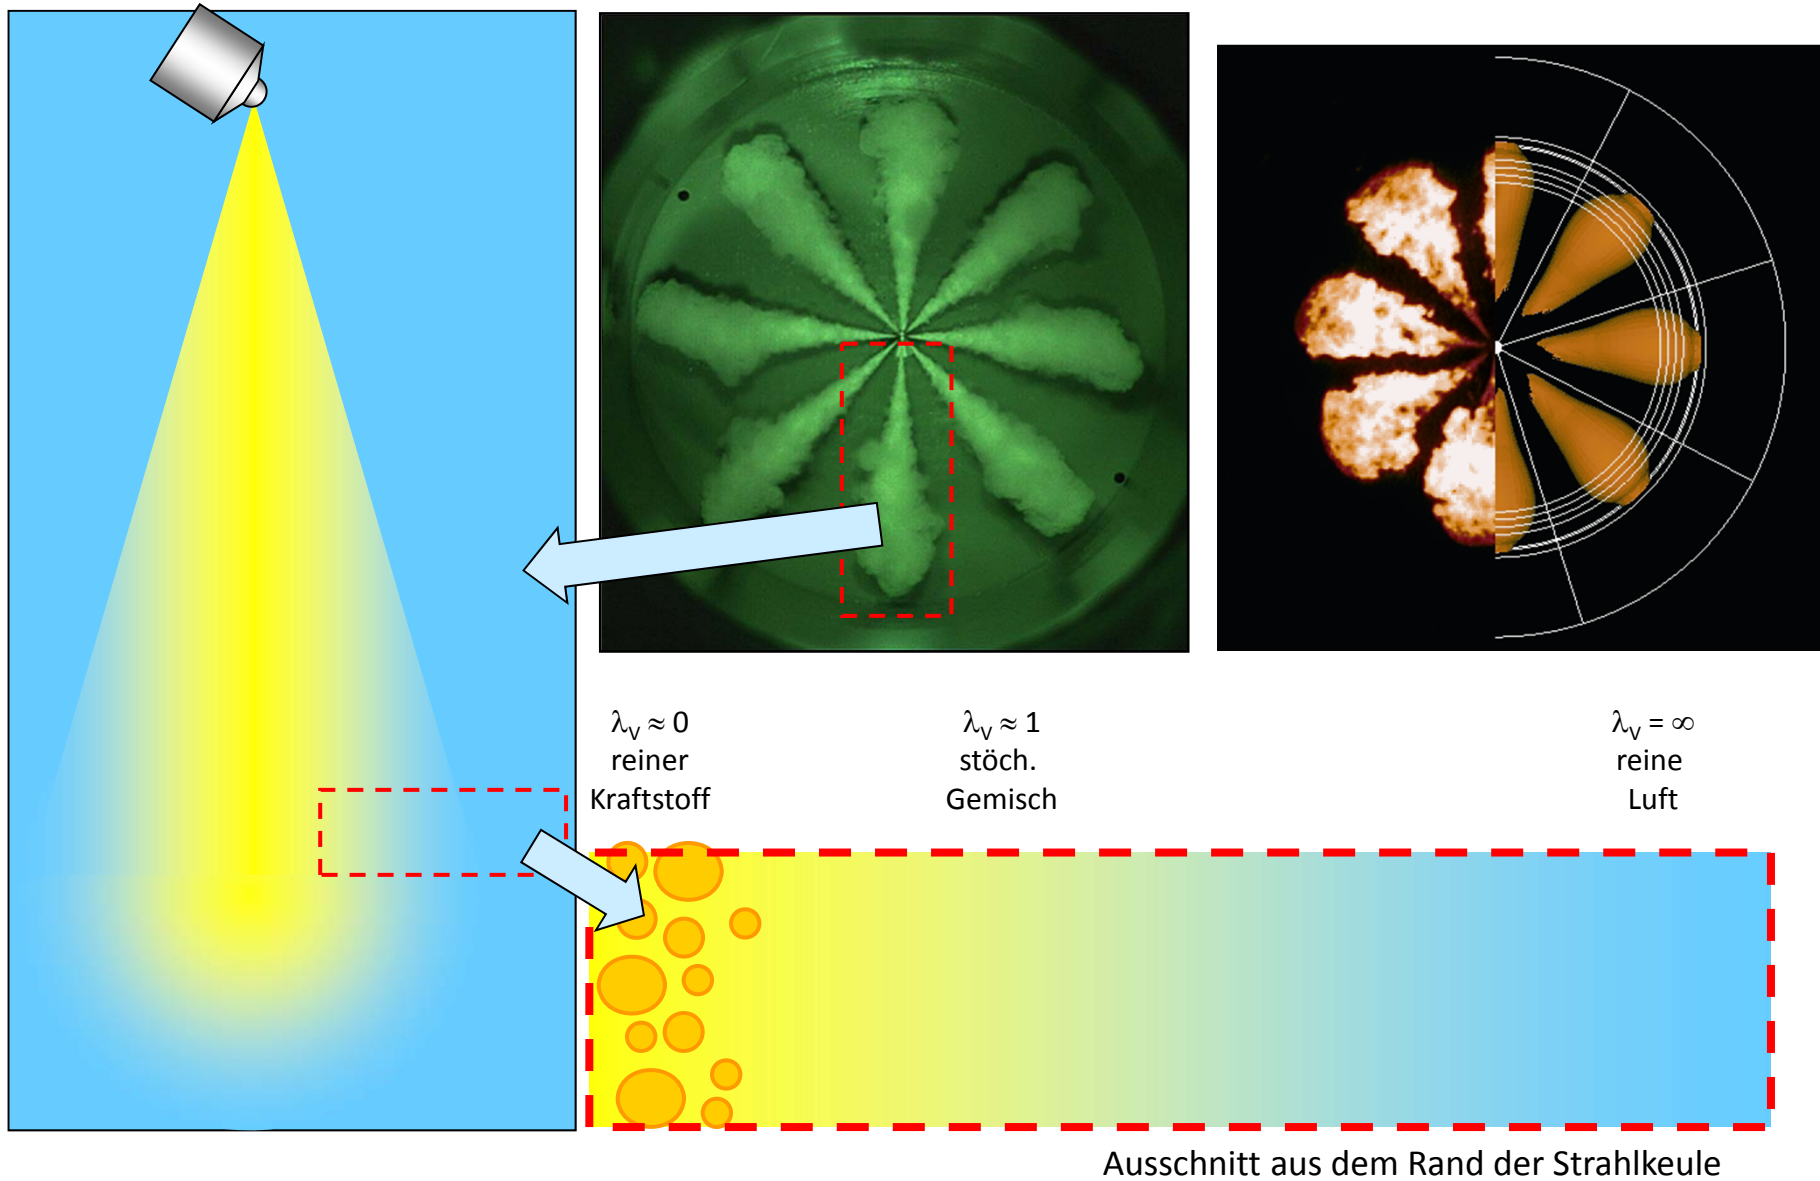 λV ≈ 0
reiner
Kraftstoff
λV ≈ 1
stöch.
Gemisch
λV = ∞
reine
Luft
Ausschnitt aus dem Rand der Strahlkeule